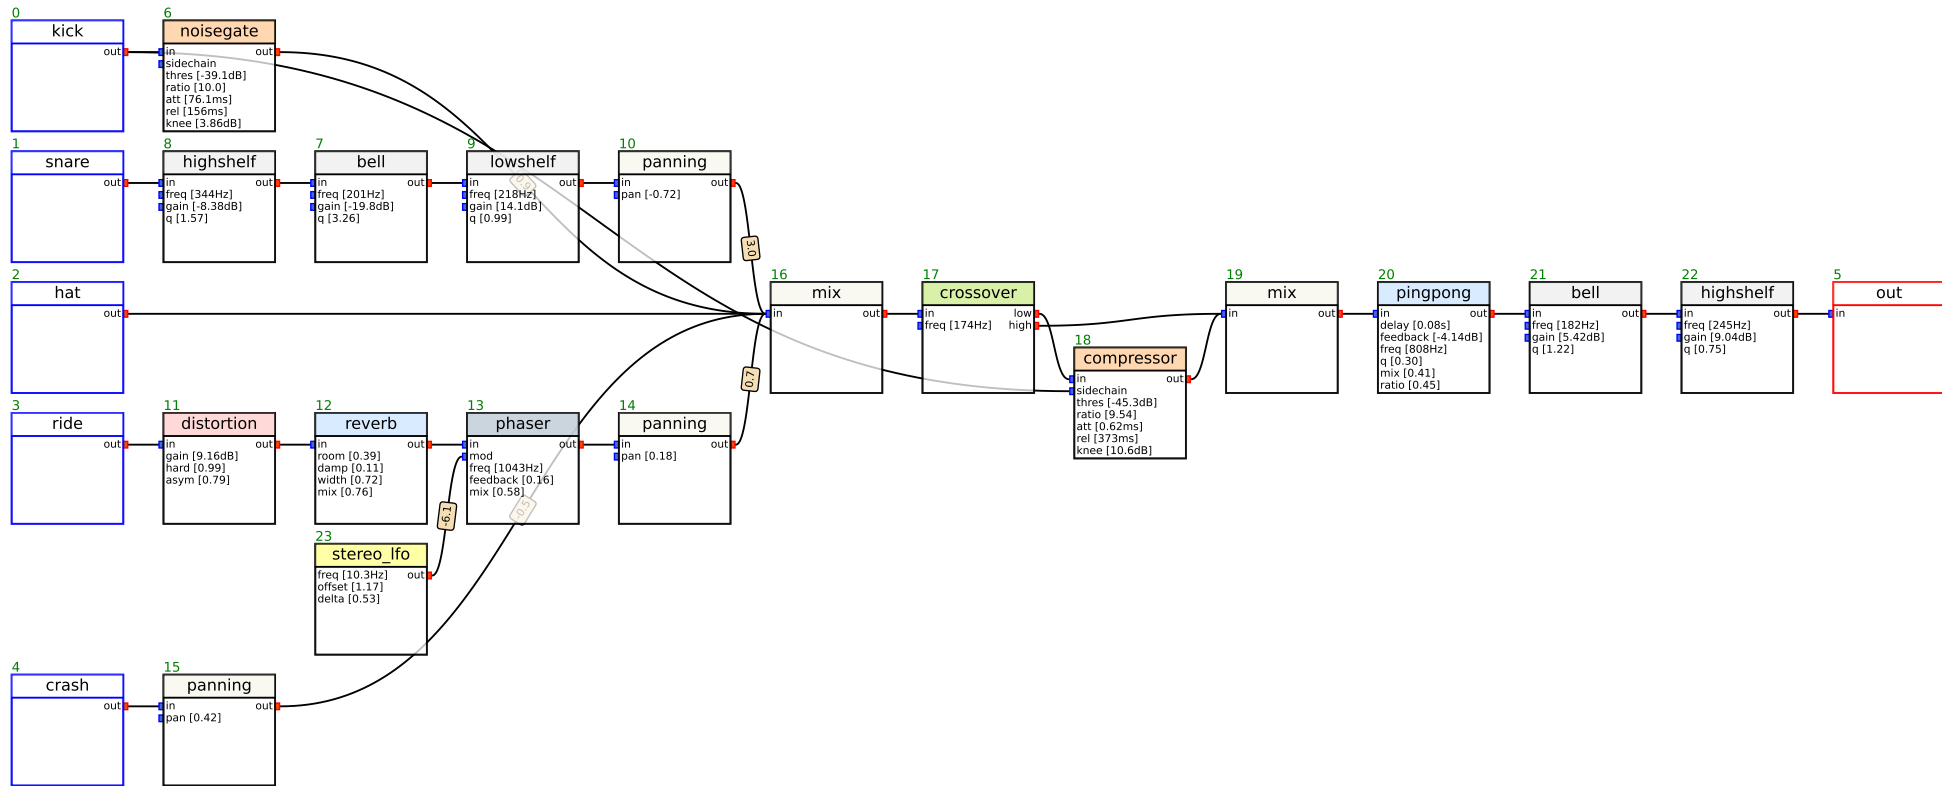 0
kick
out
6
noisegate
in out
sidechain
thres [-39.1dB]
ratio [10.0]
att [76.1ms]
rel [156ms]
knee [3.86dB]
1
snare
out
8
highshelf
in out
freq [344Hz]
gain [-8.38dB]
q [1.57]
7
bell
in out
freq [201Hz]
gain [-19.8dB]
q [3.26]
9
lowshelf
in out
freq [218Hz]
gain [14.1dB]
q [0.99]
10
panning
in out
pan [-0.72]
3.0
2
hat
out
16
mix
in out
17
crossover
in low
freq [174Hz] high
18
compressor
in out
sidechain
thres [-45.3dB]
ratio [9.54]
att [0.62ms]
rel [373ms]
knee [10.6dB]
19
mix
in out
20
pingpong
in out
delay [0.08s]
feedback [-4.14dB]
freq [808Hz]
q [0.30]
mix [0.41]
ratio [0.45]
21
bell
in out
freq [182Hz]
gain [5.42dB]
q [1.22]
22
highshelf
in out
freq [245Hz]
gain [9.04dB]
q [0.75]
5
out
in
0.7
3
ride
out
11
distortion
in out
gain [9.16dB]
hard [0.99]
asym [0.79]
12
reverb
in out
room [0.39]
damp [0.11]
width [0.72]
mix [0.76]
13
phaser
in out
mod
freq [1043Hz]
feedback [0.16]
mix [0.58]
-0.5
14
panning
in out
pan [0.18]
-6.1
23
stereo_lfo
freq [10.3Hz] out
offset [1.17]
delta [0.53]
4
crash
out
15
panning
in out
pan [0.42]